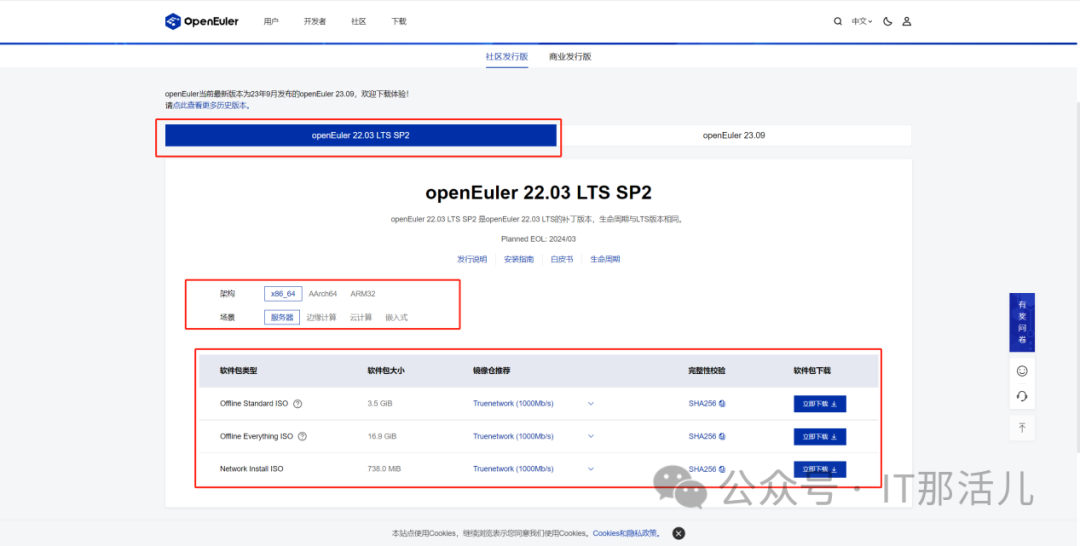 OpenEuler 用户 开发者 社区 下载 中文
社区发行版 商业发行版
openEuler当前最新版本为23年9月发布的openEuler 23.09，欢迎下载体验！
请点此查看更多历史版本。
openEuler 22.03 LTS SP2 openEuler 23.09
openEuler 22.03 LTS SP2
openEuler 22.03 LTS SP2 是openEuler 22.03 LTS的补丁版本，生命周期与LTS版本相同。
Planned EOL: 2024/03
发行说明 安装指南 白皮书 生命周期
架构 x86_64 AArch64 ARM32
场景 服务器 边缘计算 云计算 嵌入式
软件包类型 软件包大小 镜像仓推荐 完整性校验 软件包下载
Offline Standard ISO 3.5 GiB Truenetwork (1000Mb/s) SHA256 立即下载
Offline Everything ISO 16.9 GiB Truenetwork (1000Mb/s) SHA256 立即下载
Network Install ISO 738.0 MiB Truenetwork (1000Mb/s) SHA256 立即下载
有奖问卷
公众号 · IT那活儿
本站点使用Cookies，继续浏览表示您同意我们使用Cookies。Cookies和隐私政策。